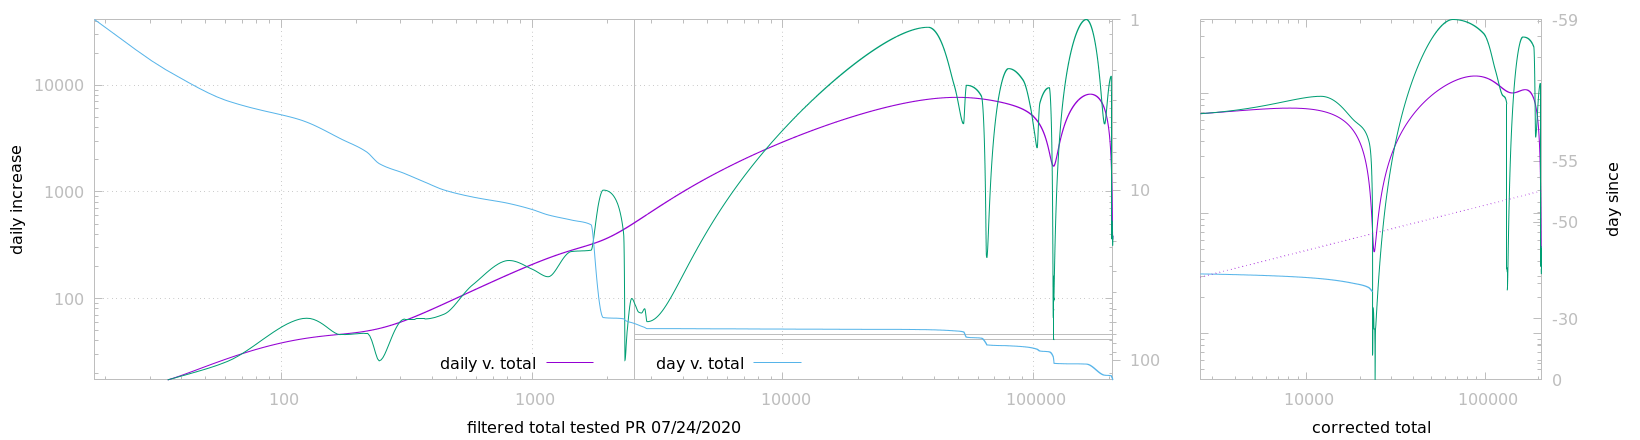 10000
1000
100
daily increase
100
1000
10000
100000
filtered total tested PR 07/24/2020
daily v. total
day v. total
1
10
100
10000
100000
corrected total
-59
-55
-50
-30
0
day since